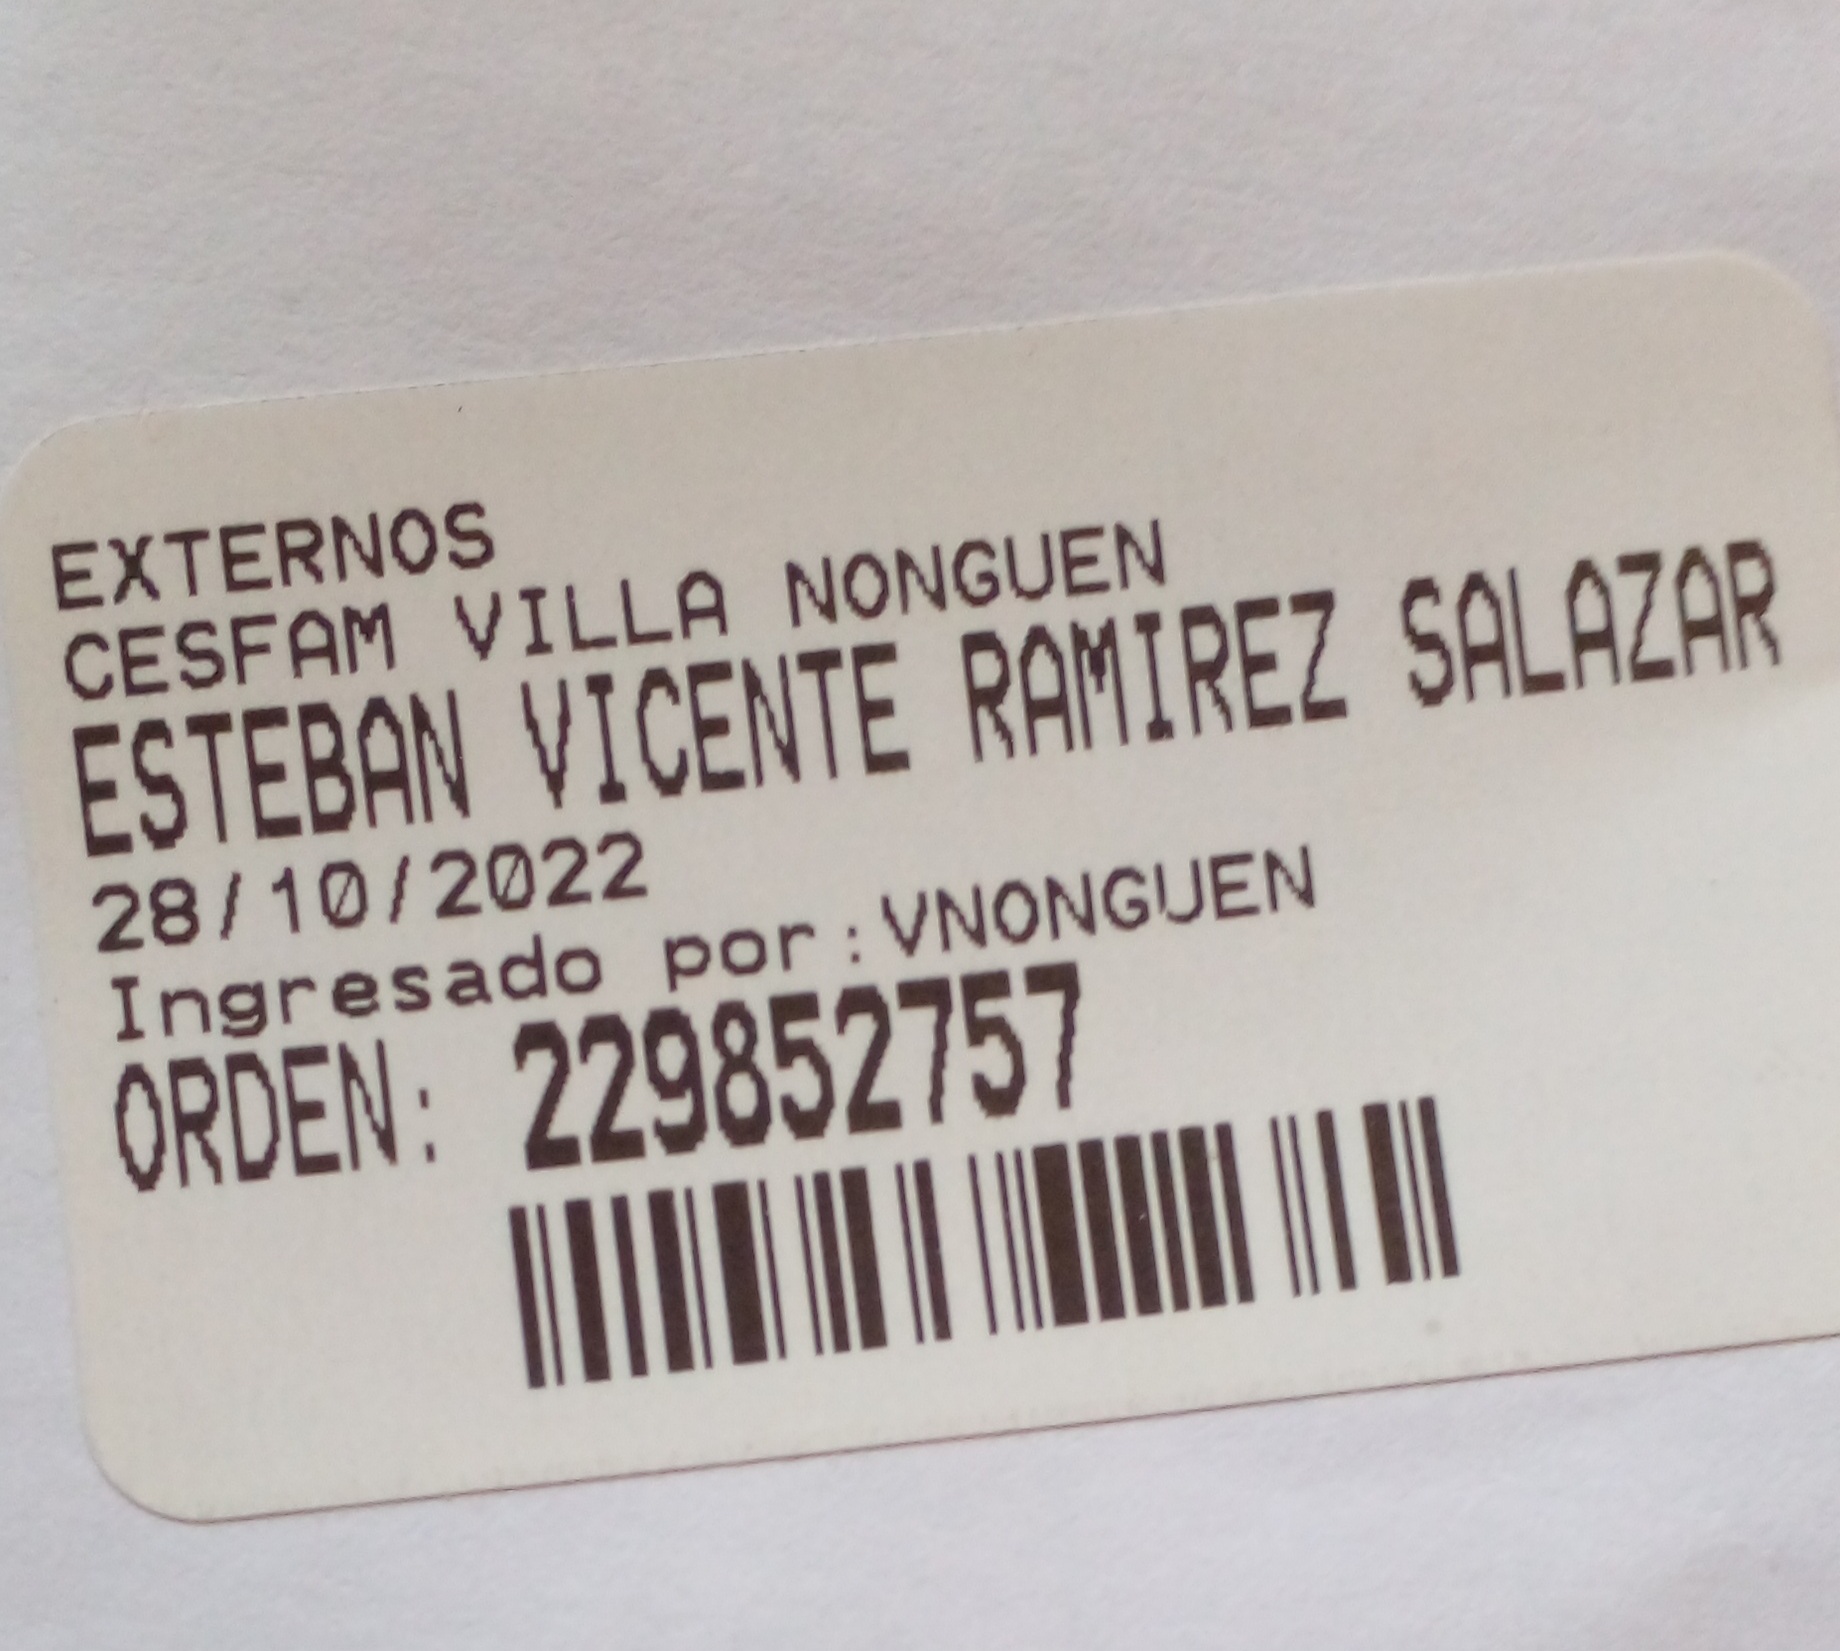 EXTERNOS
CESFAM VILLA NONGUEN
ESTEBAN VICENTE RAMIREZ SALAZAR
28/10/2022
Ingresado por:VNONGUEN
ORDEN: 229852757